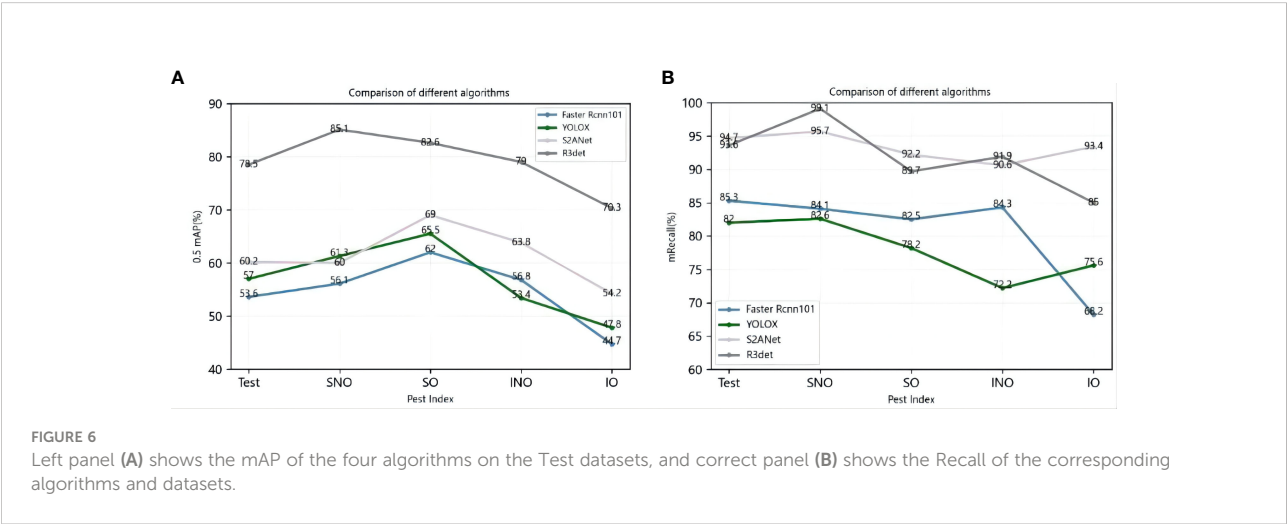 A
B
Comparison of different algorithms
90
80
70
60
50
40
0.5 mAP(%)
Faster Rcnn101
YOLOX
S2ANet
R3det
78.5
85.1
82.6
79
70.3
60.2
60
69
63.8
54.2
57
61.3
65.5
53.4
47.8
53.6
56.1
62
56.8
44.7
Test
SNO
SO
INO
IO
Pest Index
Comparison of different algorithms
100
95
90
85
80
75
70
65
60
mRecall(%)
94.7
95.7
92.2
90.6
93.4
93.6
99.1
89.7
91.9
85
85.3
84.1
82.5
84.3
68.2
82
82.6
78.2
72.2
75.6
Faster Rcnn101
YOLOX
S2ANet
R3det
Test
SNO
SO
INO
IO
Pest Index
FIGURE 6
Left panel (A) shows the mAP of the four algorithms on the Test datasets, and correct panel (B) shows the Recall of the corresponding
algorithms and datasets.